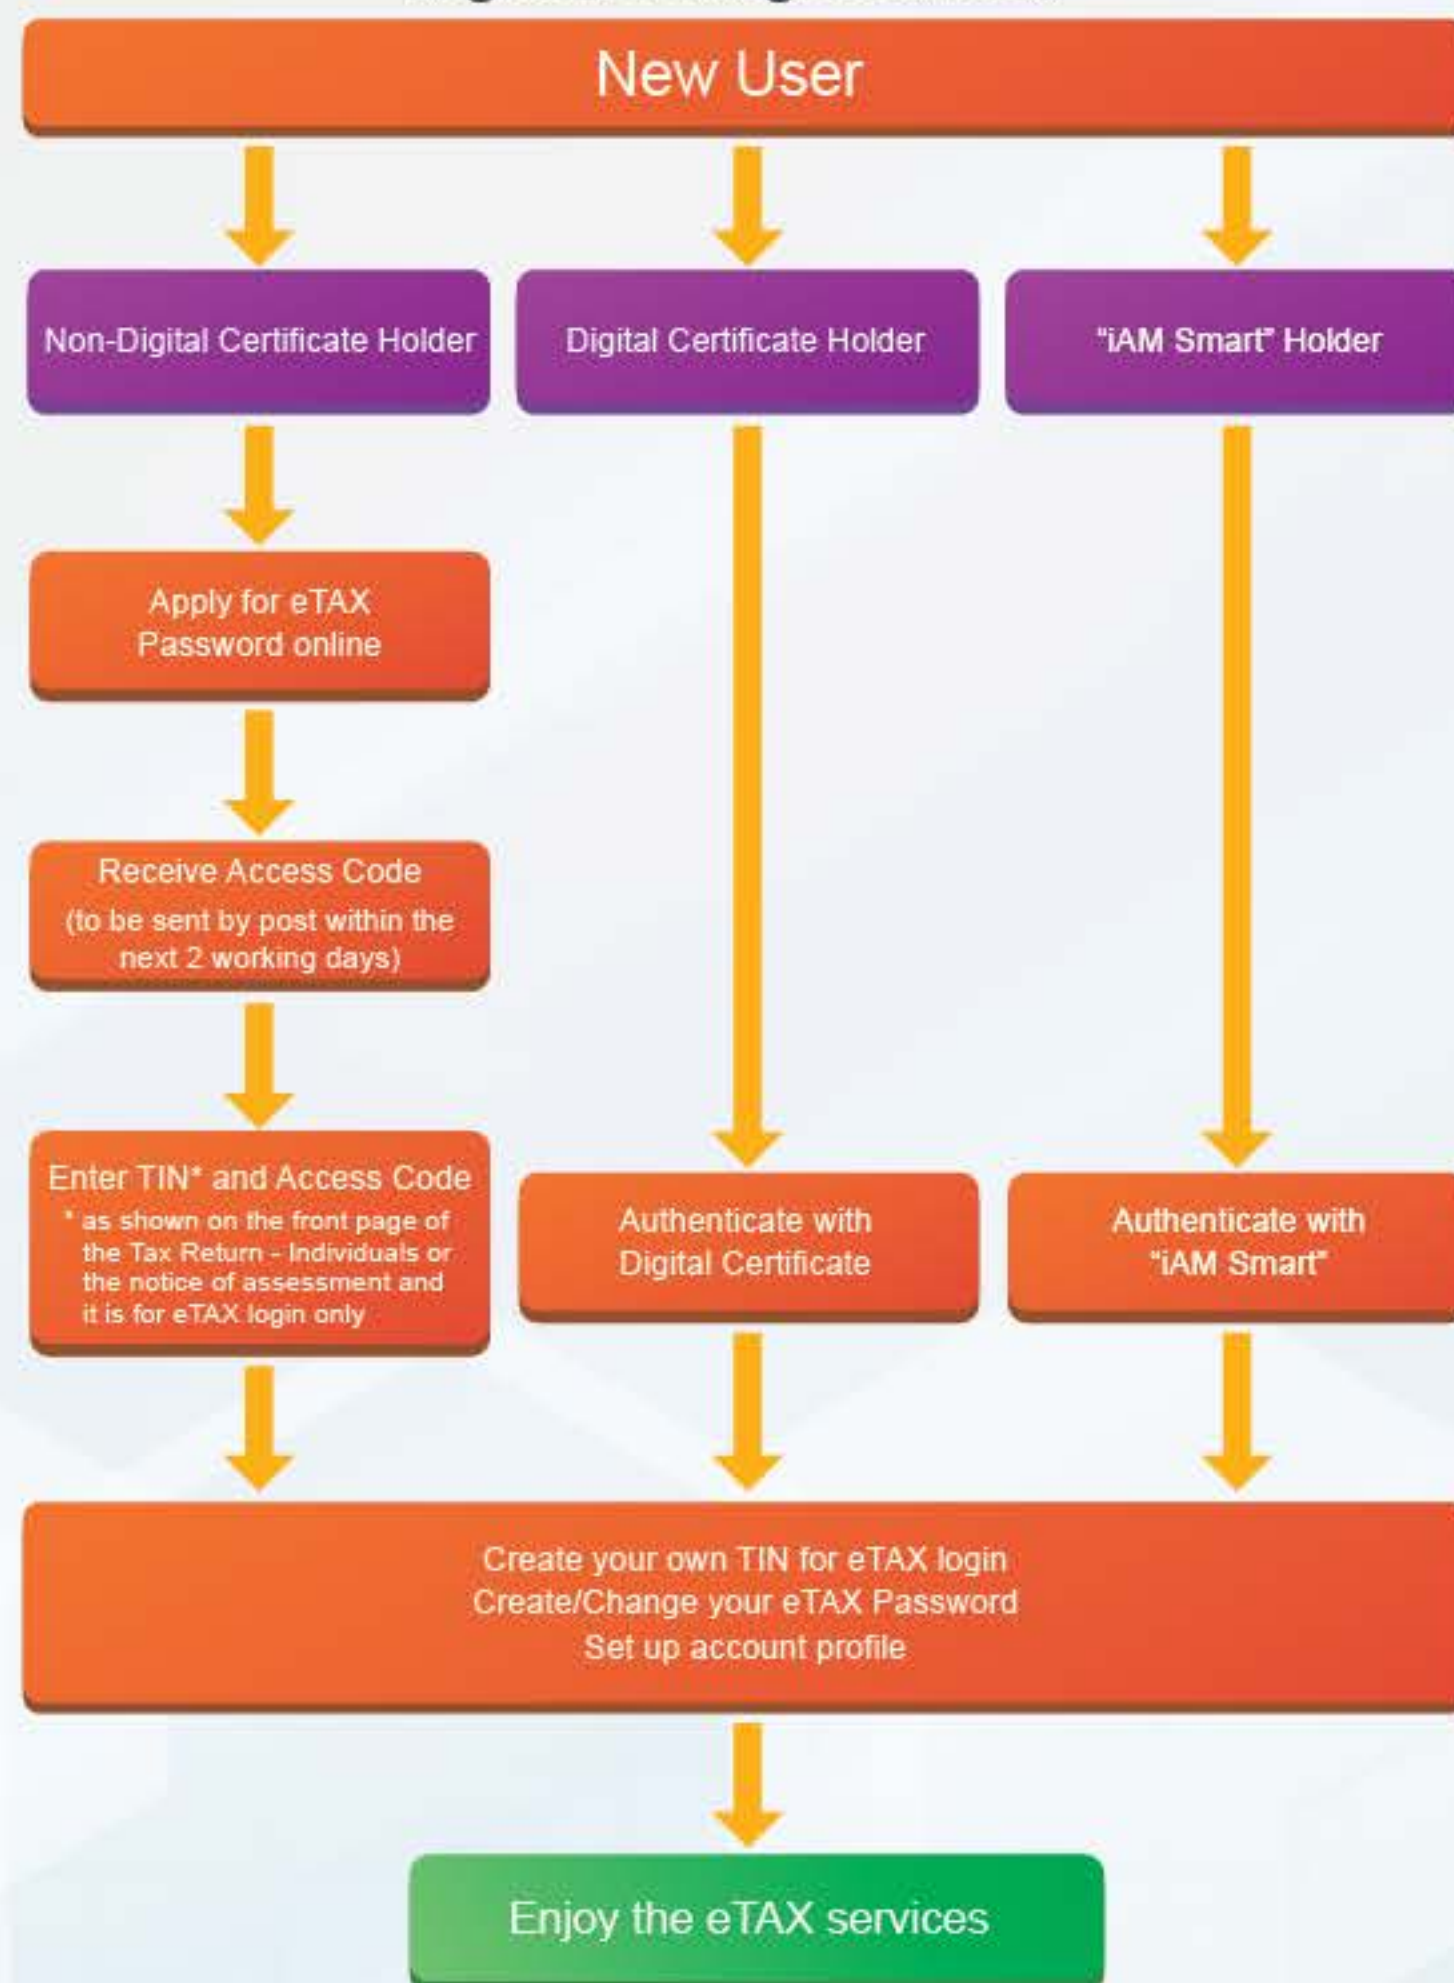 New User
Non-Digital Certificate Holder
Digital Certificate Holder
“iAM Smart” Holder
Apply for eTAX
Password online
Receive Access Code
(to be sent by post within the
next 2 working days)
Enter TIN* and Access Code
* as shown on the front page of
the Tax Return - Individuals or
the notice of assessment and
it is for eTAX login only
Authenticate with
Digital Certificate
Authenticate with
“iAM Smart”
Create your own TIN for eTAX login
Create/Change your eTAX Password
Set up account profile
Enjoy the eTAX services